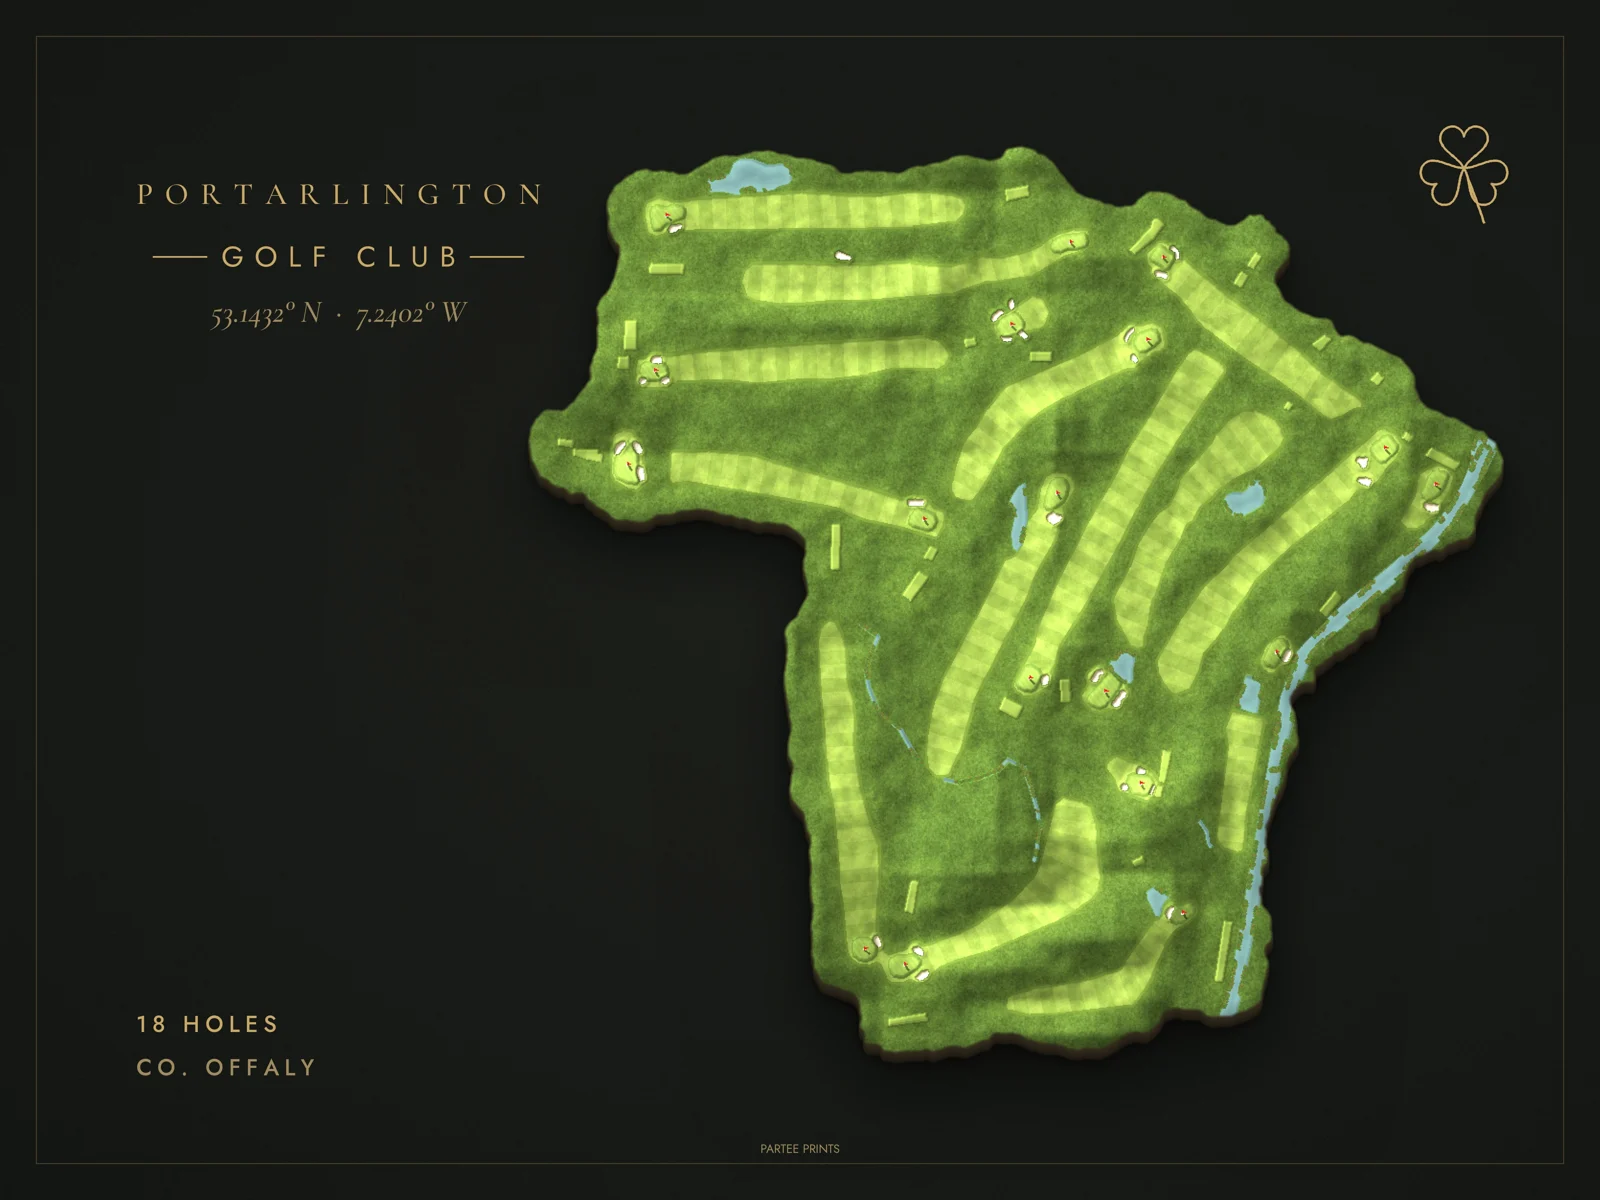 PORTARLINGTON
GOLF CLUB
53.1432° N · 7.2402° W
18 HOLES
CO. OFFALY
PARTEE PRINTS